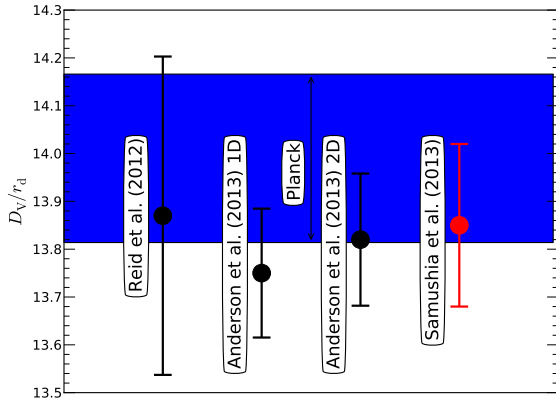 14.3
14.2
14.1
14.0
13.9
13.8
13.7
13.6
13.5
D_V/r_d
Reid et al. (2012)
Anderson et al. (2013) 1D
Planck
Anderson et al. (2013) 2D
Samushia et al. (2013)